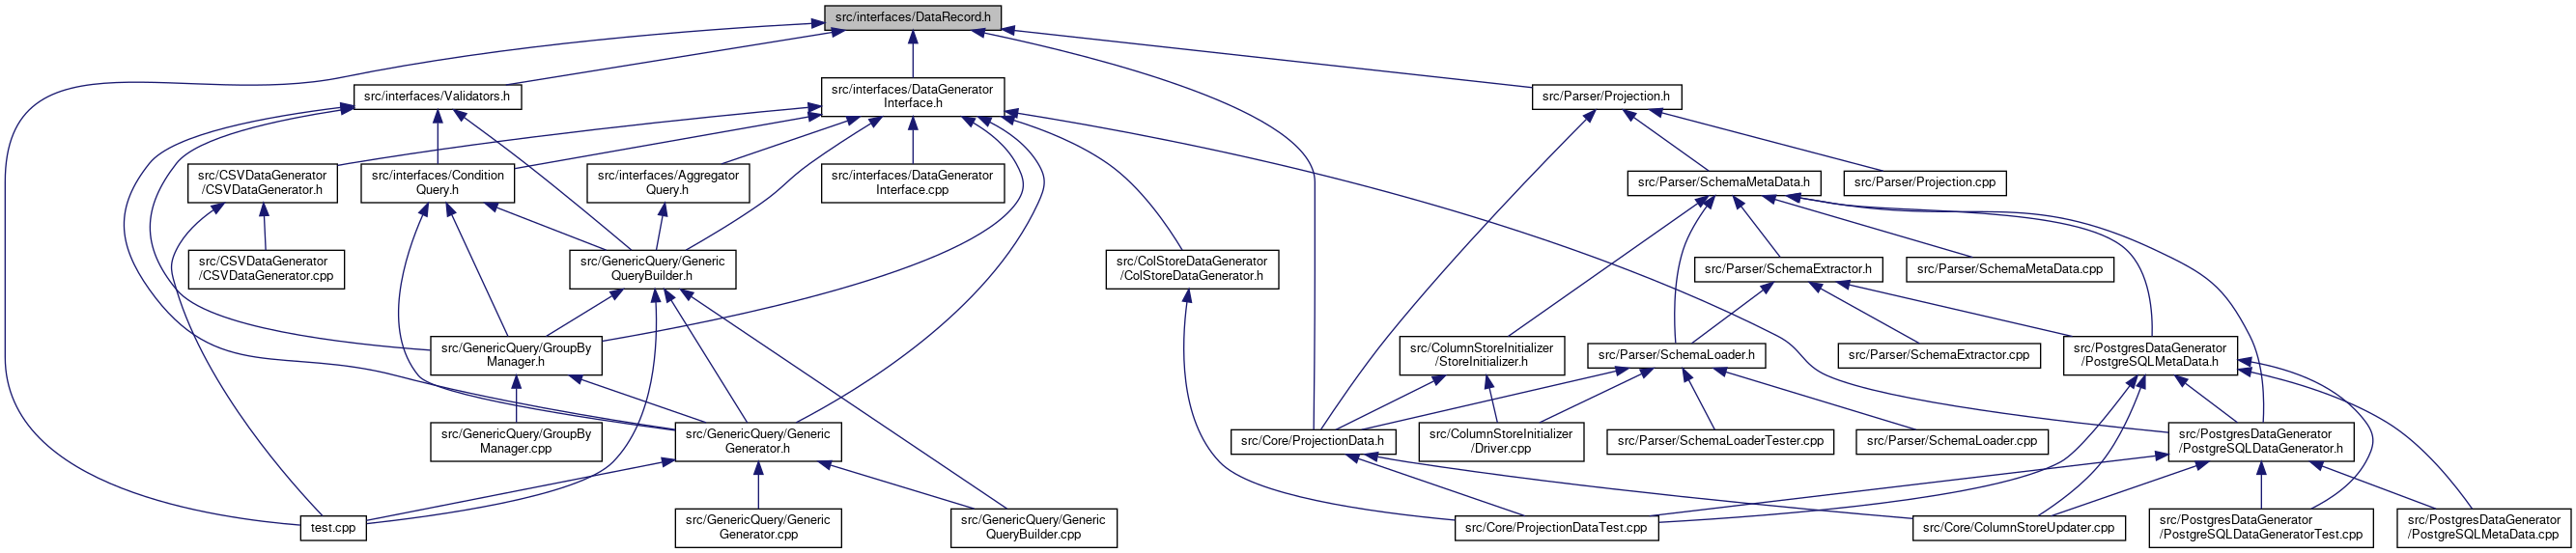 src/interfaces/DataRecord.h
src/interfaces/Validators.h
src/interfaces/DataGenerator
Interface.h
src/Parser/Projection.h
src/CSVDataGenerator
/CSVDataGenerator.h
src/interfaces/Condition
Query.h
src/interfaces/Aggregator
Query.h
src/interfaces/DataGenerator
Interface.cpp
src/Parser/SchemaMetaData.h
src/Parser/Projection.cpp
src/CSVDataGenerator
/CSVDataGenerator.cpp
src/GenericQuery/Generic
QueryBuilder.h
src/ColStoreDataGenerator
/ColStoreDataGenerator.h
src/Parser/SchemaExtractor.h
src/Parser/SchemaMetaData.cpp
src/GenericQuery/GroupBy
Manager.h
src/ColumnStoreInitializer
/StoreInitializer.h
src/Parser/SchemaLoader.h
src/Parser/SchemaExtractor.cpp
src/PostgresDataGenerator
/PostgreSQLMetaData.h
src/GenericQuery/GroupBy
Manager.cpp
src/GenericQuery/Generic
Generator.h
src/Core/ProjectionData.h
src/ColumnStoreInitializer
/Driver.cpp
src/Parser/SchemaLoaderTester.cpp
src/Parser/SchemaLoader.cpp
src/PostgresDataGenerator
/PostgreSQLDataGenerator.h
test.cpp
src/GenericQuery/Generic
Generator.cpp
src/GenericQuery/Generic
QueryBuilder.cpp
src/Core/ProjectionDataTest.cpp
src/Core/ColumnStoreUpdater.cpp
src/PostgresDataGenerator
/PostgreSQLDataGeneratorTest.cpp
src/PostgresDataGenerator
/PostgreSQLMetaData.cpp